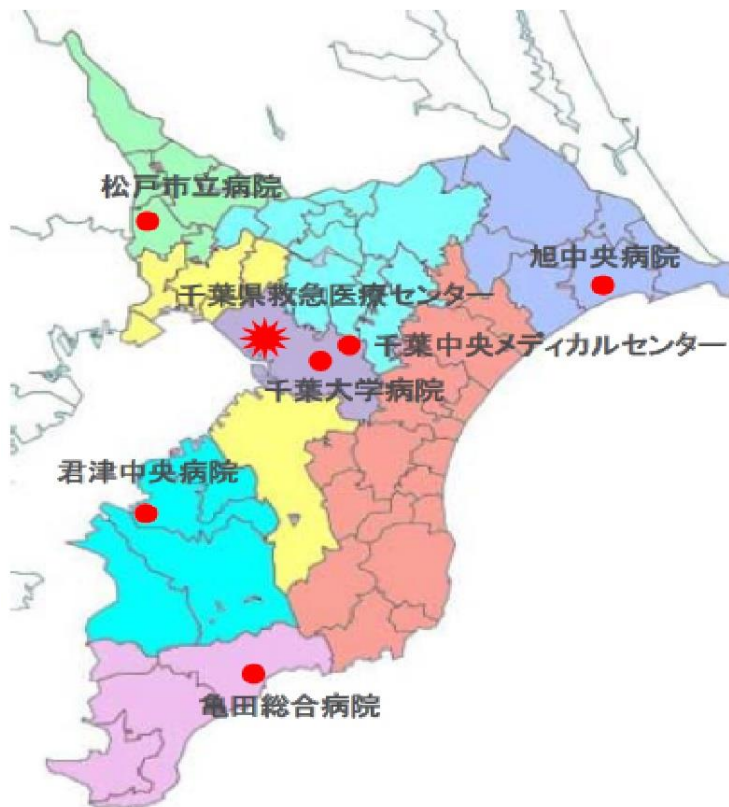 松戸市立病院
旭中央病院
千葉県救急医療センター
千葉中央メディカルセンター
千葉大学病院
君津中央病院
亀田総合病院